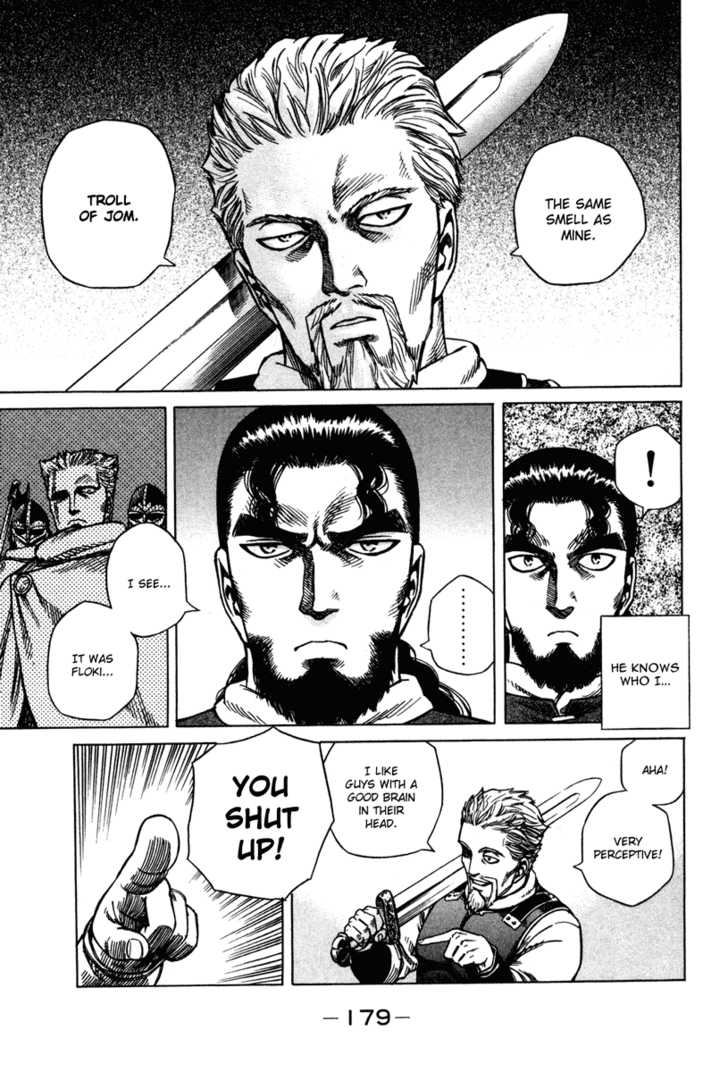 THE SAME
SMELL AS
MINE.
TROLL
OF JOM.
!
HE KNOWS
WHO I...
.........
I SEE...
IT WAS
FLOKI...
AHA!
VERY
PERCEPTIVE!
I LIKE
GUYS WITH A
GOOD BRAIN
IN THEIR
HEAD.
YOU
SHUT
UP!
—179—